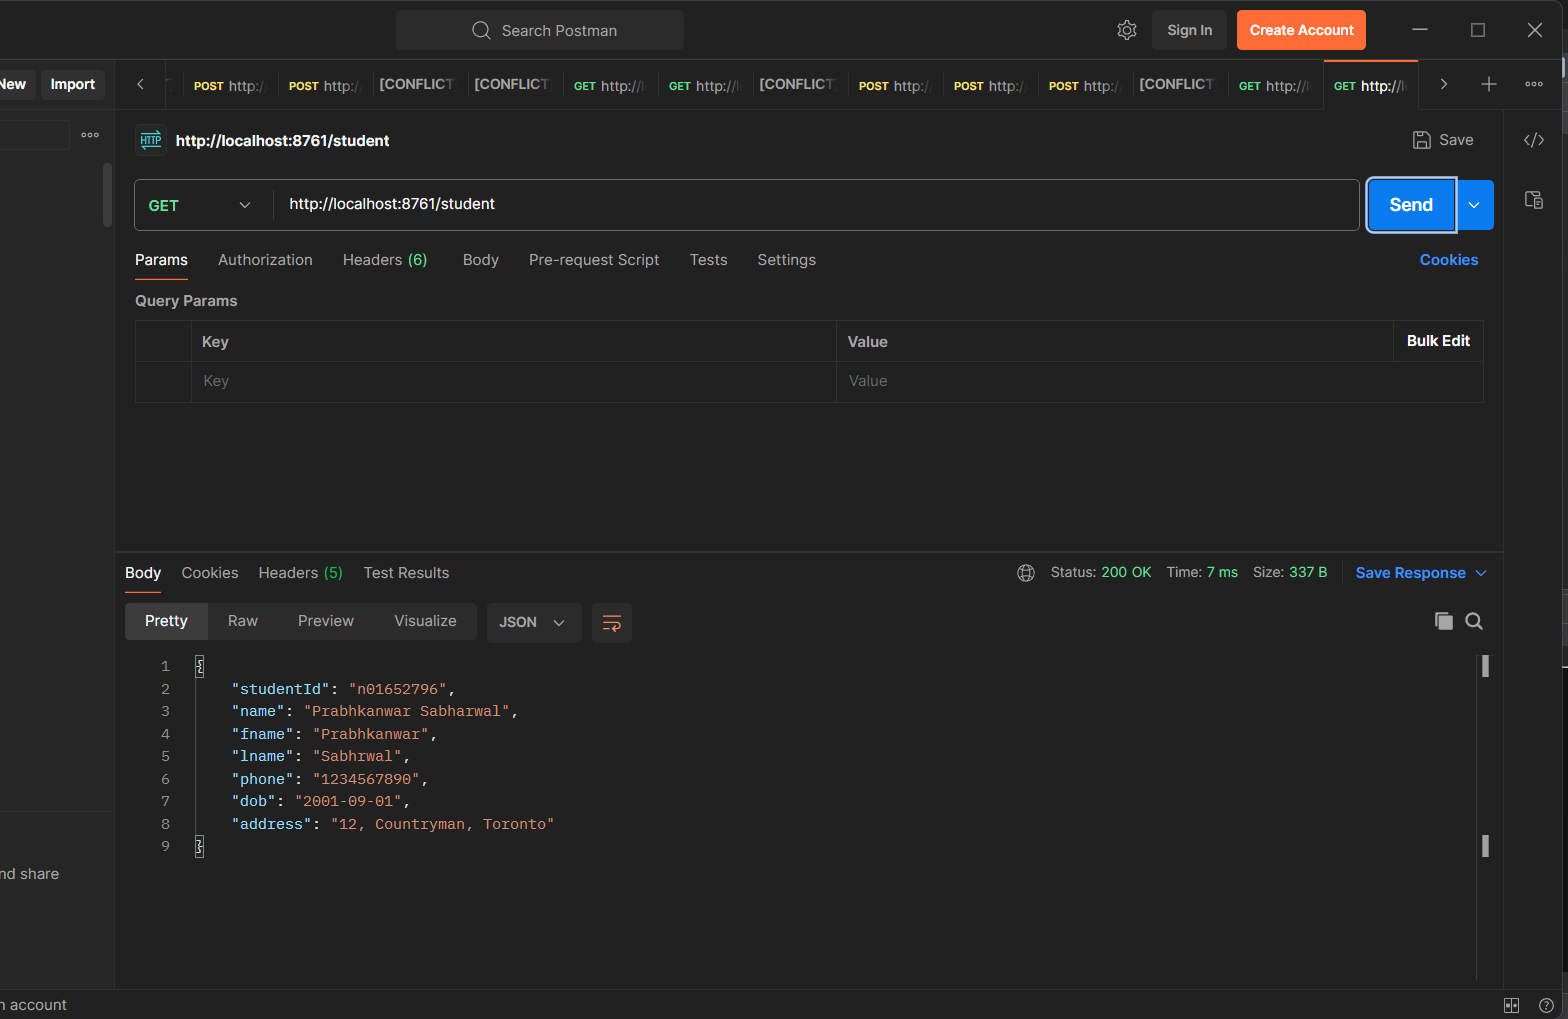 Search Postman
Sign In
Create Account
New
Import
POST http:/
POST http:/
[CONFLICT
[CONFLICT
GET http://
GET http://
[CONFLICT
POST http:/
POST http:/
POST http:/
[CONFLICT
GET http://
GET http://
HTTP
http://localhost:8761/student
Save
GET
http://localhost:8761/student
Send
Params
Authorization
Headers (6)
Body
Pre-request Script
Tests
Settings
Cookies
Query Params
Key
Value
Bulk Edit
Key
Value
Body
Cookies
Headers (5)
Test Results
Status: 200 OK
Time: 7 ms
Size: 337 B
Save Response
Pretty
Raw
Preview
Visualize
JSON
1 {
2 "studentId": "n01652796",
3 "name": "Prabhkanwar Sabharwal",
4 "fname": "Prabhkanwar",
5 "lname": "Sabhrwal",
6 "phone": "1234567890",
7 "dob": "2001-09-01",
8 "address": "12, Countryman, Toronto"
9 }
nd share
account